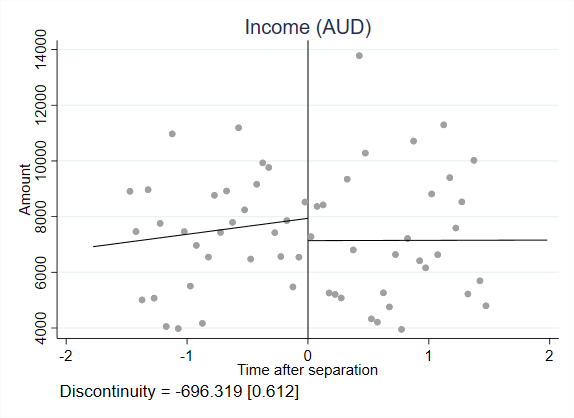 Income (AUD)
14000
12000
10000
8000
6000
4000
Amount
-2 -1 0 1 2
Time after separation
Discontinuity = -696.319 [0.612]